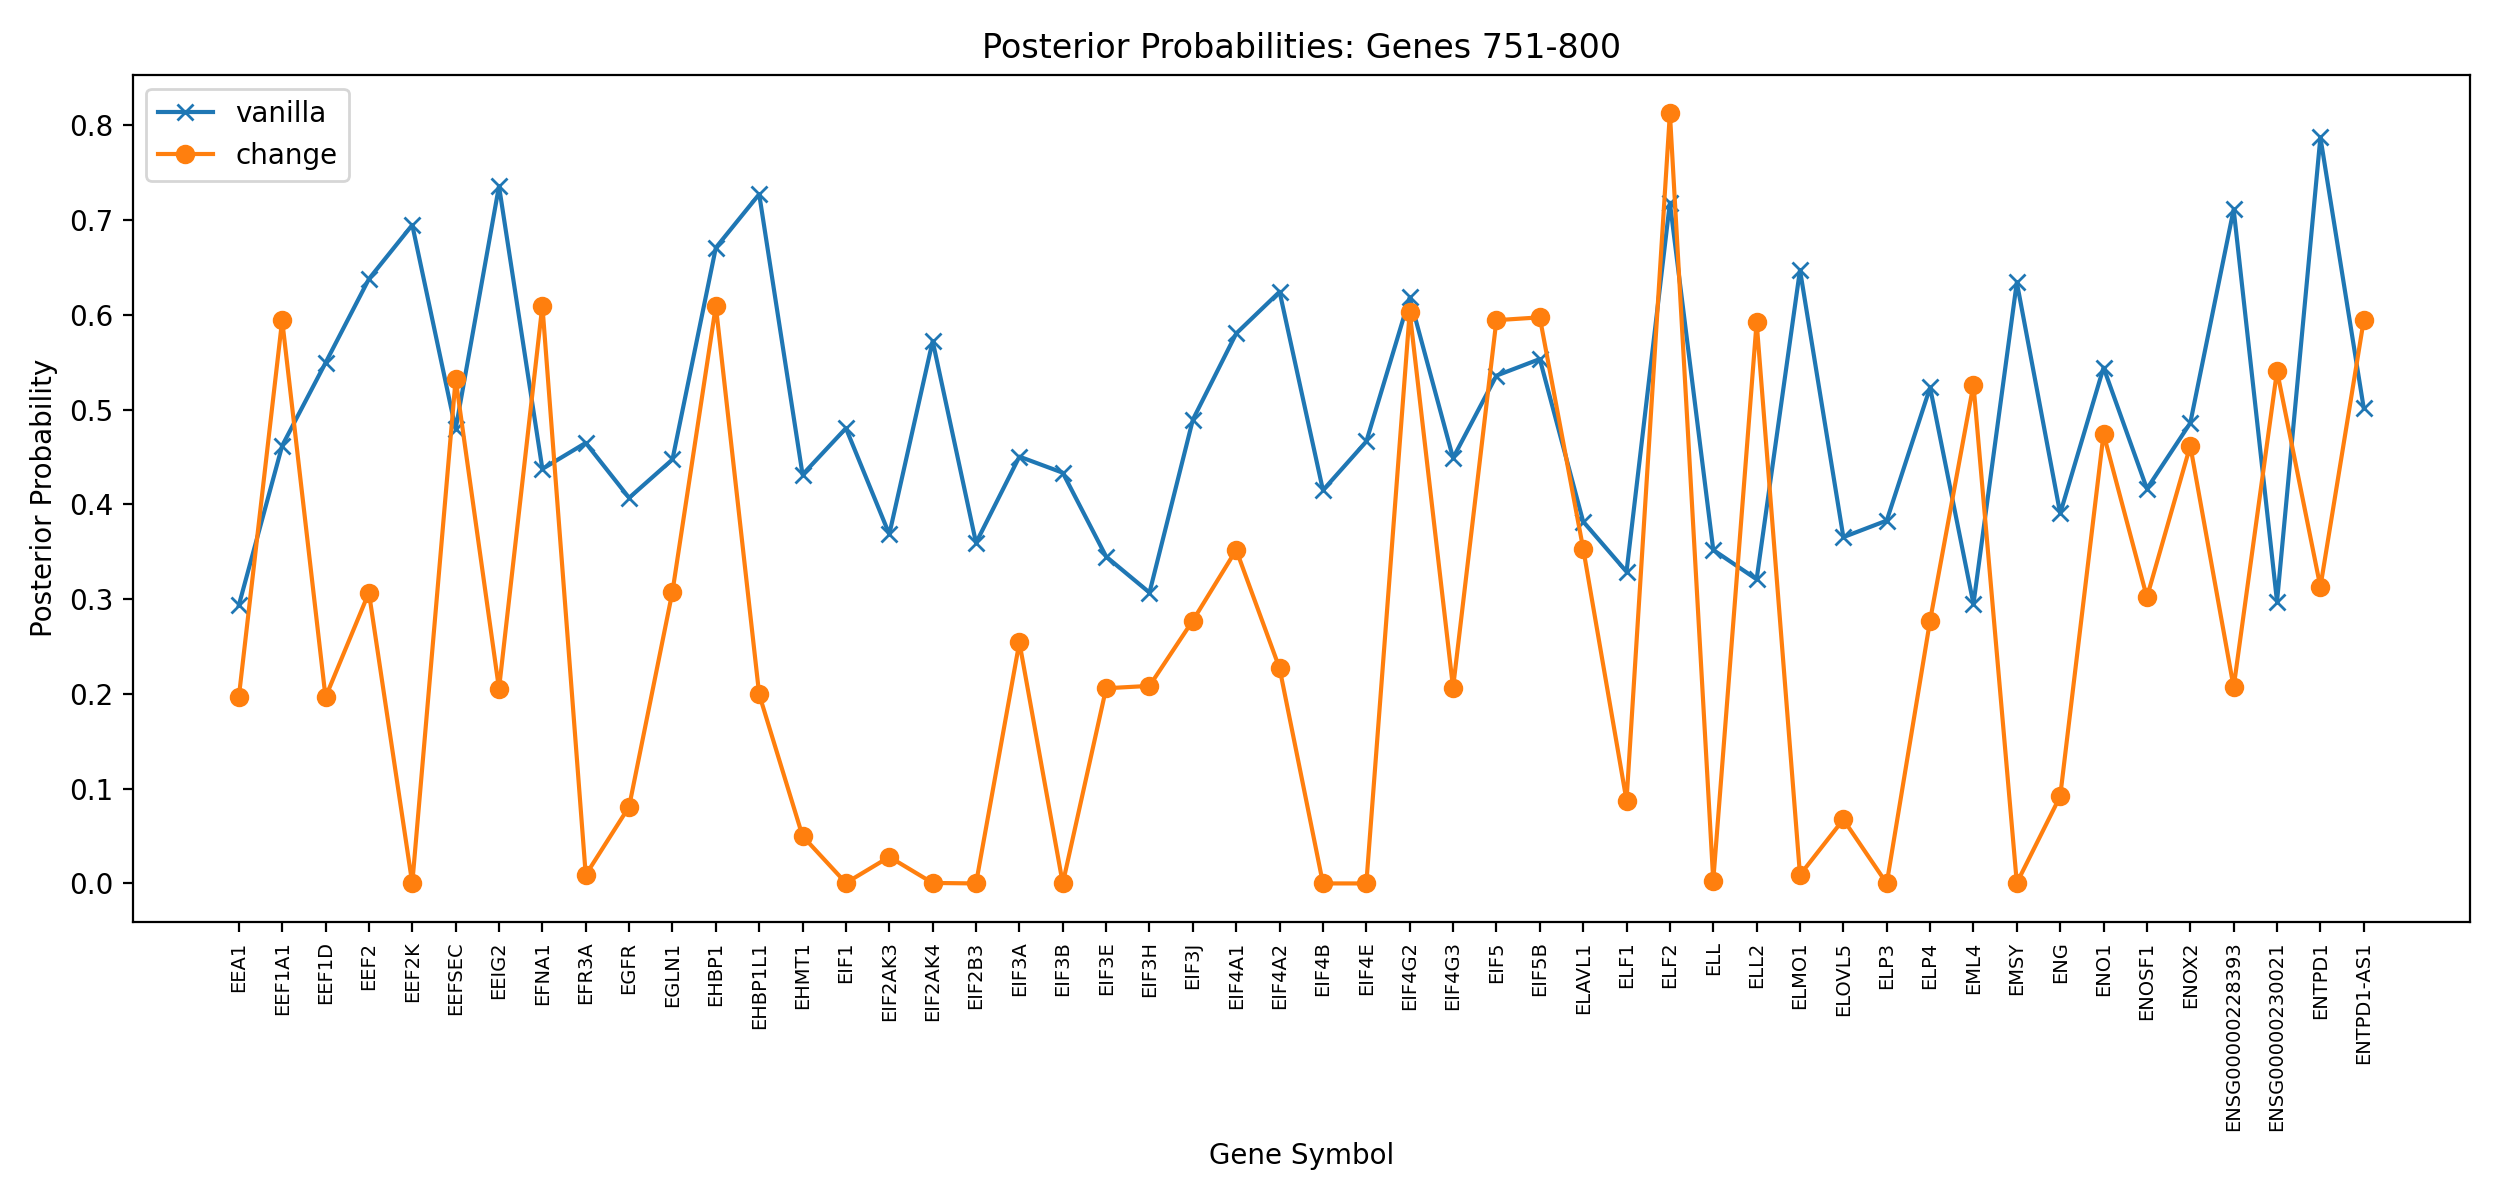 Posterior Probabilities: Genes 751-800
vanilla
change
Posterior Probability
0.8
0.7
0.6
0.5
0.4
0.3
0.2
0.1
0.0
EEA1
EEF1A1
EEF1D
EEF2
EEF2K
EEFSEC
EEIG2
EFNA1
EFR3A
EGFR
EGLN1
EHBP1
EHBP1L1
EHMT1
EIF1
EIF2AK3
EIF2AK4
EIF2B3
EIF3A
EIF3B
EIF3E
EIF3H
EIF3J
EIF4A1
EIF4A2
EIF4B
EIF4E
EIF4G2
EIF4G3
EIF5
EIF5B
ELAVL1
ELF1
ELF2
ELL
ELL2
ELMO1
ELOVL5
ELP3
ELP4
EML4
EMSY
ENG
ENO1
ENOSF1
ENOX2
ENSG00000228393
ENSG00000230021
ENTPD1
ENTPD1-AS1
Gene Symbol